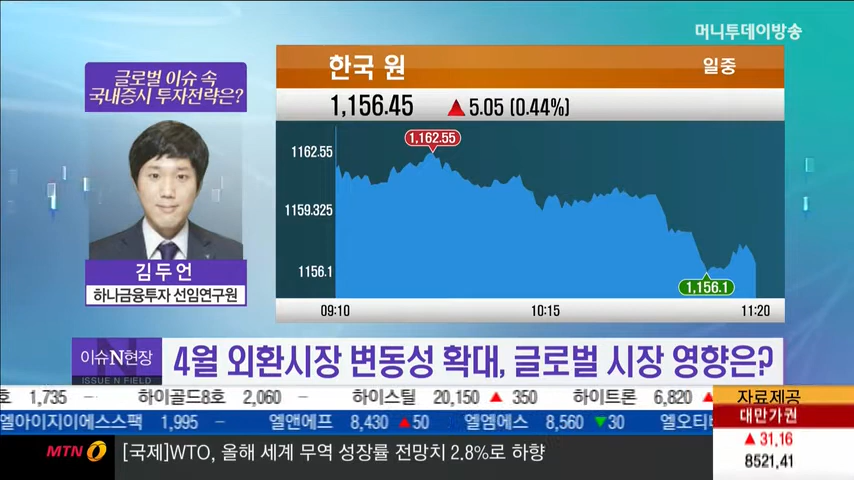 머니투데이방송
글로벌 이슈 속
국내증시 투자전략은?
한국 원
일중
1,156.45 ▲ 5.05 (0.44%)
1,162.55
1162.55
1159.325
1156.1
1,156.1
09:10 10:15 11:20
김두언
하나금융투자 선임연구원
이슈N현장
ISSUE N FIELD
4월 외환시장 변동성 확대, 글로벌 시장 영향은?
호 1,735 - 하이골드8호 2,060 - 하이스틸 20,150 ▲ 350 하이트론 6,820 ▲
엘아이지이에스스팩 1,995 - 엘앤에프 8,430 ▲50 엘엠에스 8,560 ▼30 엘오티
자료제공
대만가권
▲ 31,16
8521,41
MTN
[국제]WTO, 올해 세계 무역 성장률 전망치 2.8%로 하향